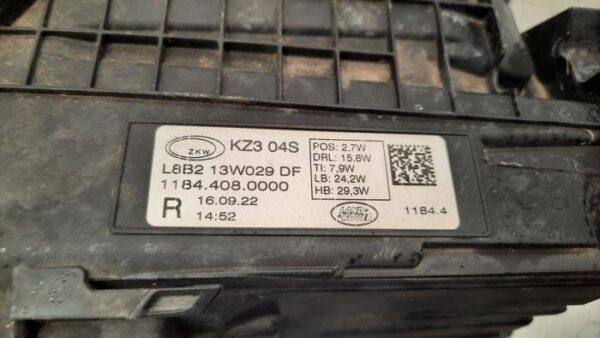 ZKW KZ3 04S
L8B2 13W029 DF
1184.408.0000
R 16.09.22
14:52
POS: 2,7W
DRL: 15,8W
TI: 7,9W
LB: 24,2W
HB: 29,3W
LAND-ROVER
1184.4